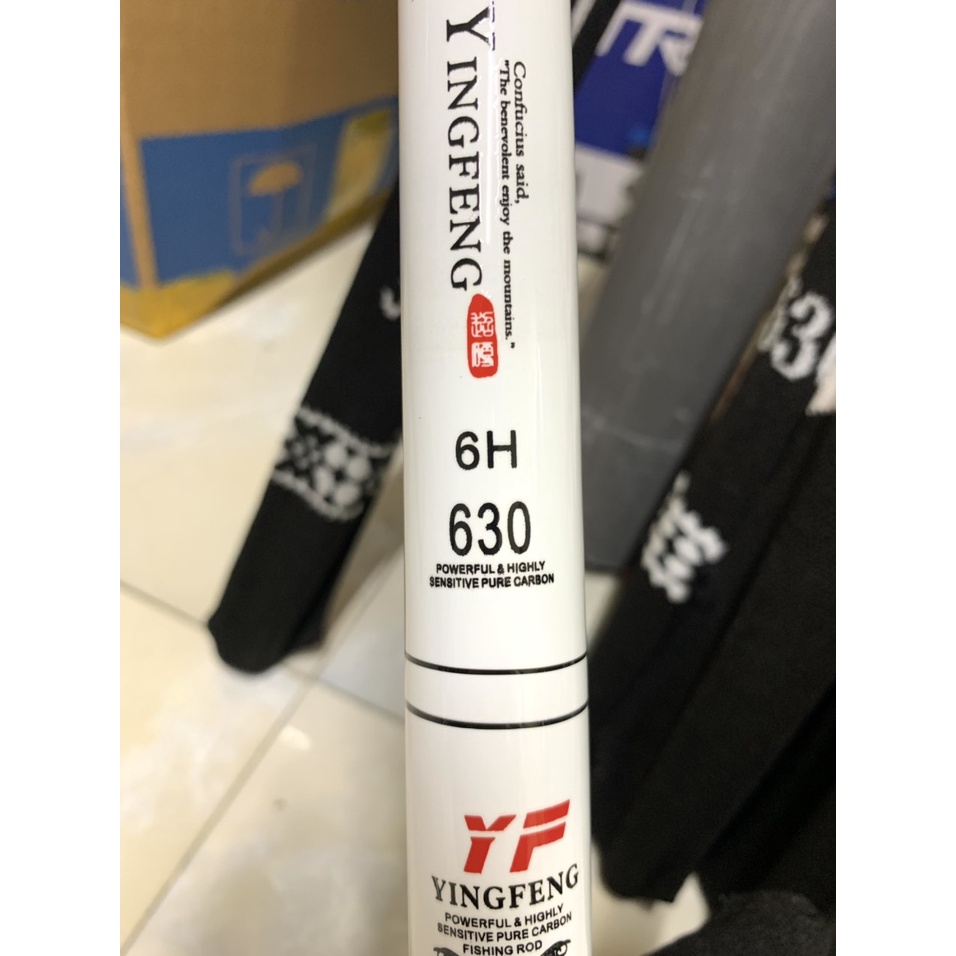 YINGFENG
Confucius said,
"The benevolent enjoy the mountains."
6H
630
POWERFUL & HIGHLY
SENSITIVE PURE CARBON
YF
YINGFENG
POWERFUL & HIGHLY
SENSITIVE PURE CARBON
FISHING ROD